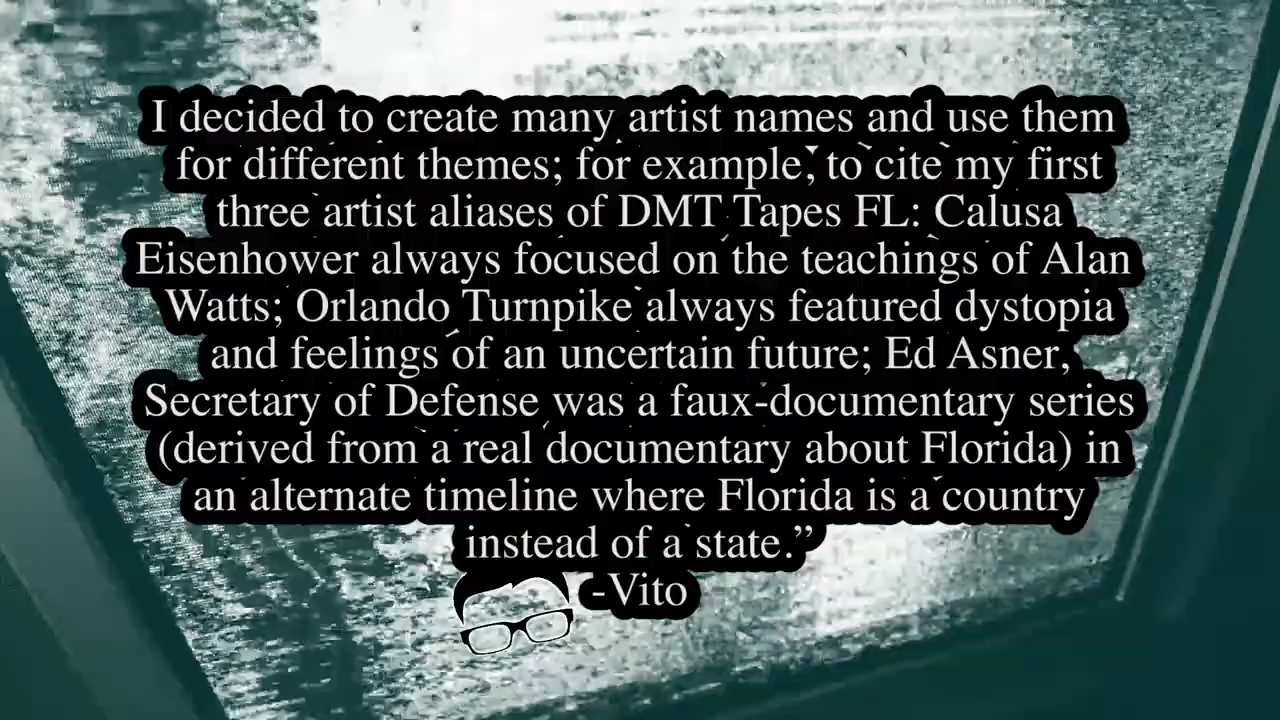 I decided to create many artist names and use them
for different themes; for example, to cite my first
three artist aliases of DMT Tapes FL: Calusa
Eisenhower always focused on the teachings of Alan
Watts; Orlando Turnpike always featured dystopia
and feelings of an uncertain future; Ed Asner,
Secretary of Defense was a faux-documentary series
(derived from a real documentary about Florida) in
an alternate timeline where Florida is a country
instead of a state.”
-Vito